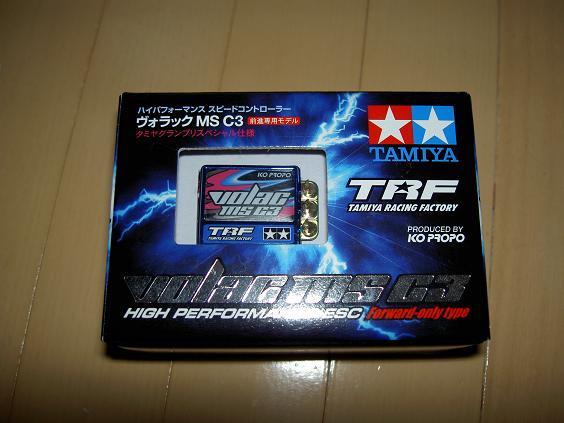 ハイパフォーマンス スピードコントローラー
ヴォラック MS C3 前進専用モデル
タミヤグランプリスペシャル仕様
TAMIYA
TRF
TAMIYA RACING FACTORY
PRODUCED BY
KO PROPO
KO PROPO
Volac
MS C3
TRF
TAMIYA RACING FACTORY
Volac MS C3
HIGH PERFORMANCE ESC Forward-only type